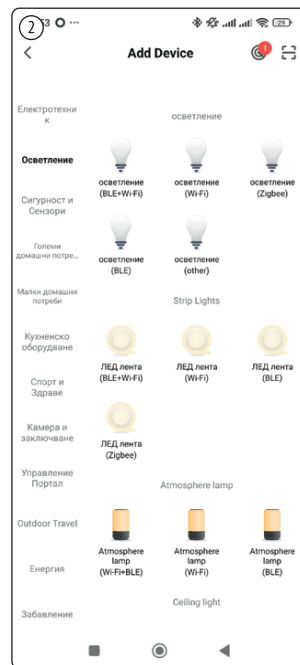 2
53 ...
29
Add Device
1
Електротехни
к
Осветление
Сигурност и
Сензори
Големи
домашни потре...
Малки домашни
потреби
Кухненско
оборудване
Спорт и
Здраве
Камера и
заключване
Управление
Портал
Outdoor Travel
Енергия
Забавление
осветление
осветление
(BLE+Wi-Fi)
осветление
(Wi-Fi)
осветление
(Zigbee)
осветление
(BLE)
осветление
(other)
Strip Lights
ЛЕД лента
(BLE+Wi-Fi)
ЛЕД лента
(Wi-Fi)
ЛЕД лента
(BLE)
ЛЕД лента
(Zigbee)
Atmosphere lamp
Atmosphere
lamp
(Wi-Fi+BLE)
Atmosphere
lamp
(Wi-Fi)
Atmosphere
lamp
(BLE)
Ceiling light